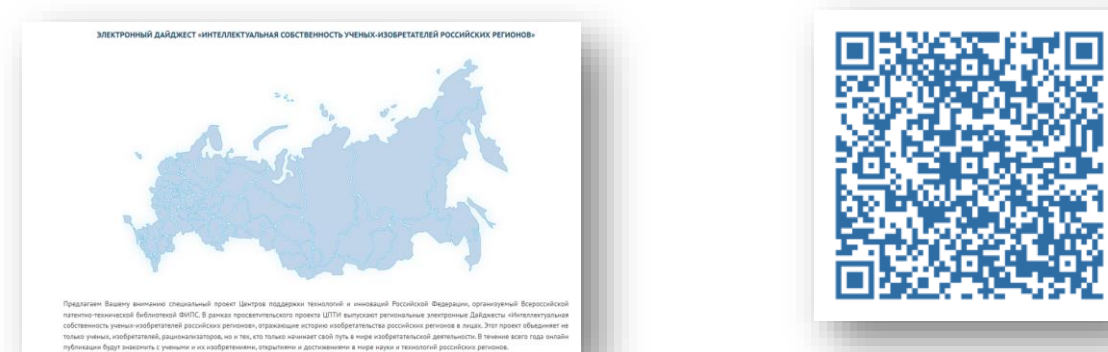 ЭЛЕКТРОННЫЙ ДАЙДЖЕСТ «ИНТЕЛЛЕКТУАЛЬНАЯ СОБСТВЕННОСТЬ УЧЕНЫХ-ИЗОБРЕТАТЕЛЕЙ РОССИЙСКИХ РЕГИОНОВ»
Предлагаем Вашему вниманию специальный проект Центров поддержки технологий и инноваций Российской Федерации, организуемый Всероссийской
патентно-технической библиотекой ФИПС. В рамках просветительского проекта ЦПТИ выпускают региональные электронные Дайджесты «Интеллектуальная
собственность ученых-изобретателей российских регионов», отражающие историю изобретательства российских регионов в лицах. Этот проект объединяет не
только ученых, изобретателей, рационализаторов, но и тех, кто только начинает свой путь в мире изобретательской деятельности. В течение всего года онлайн
публикации будут знакомить с учеными и их изобретениями, открытиями и достижениями в мире науки и технологий российских регионов.